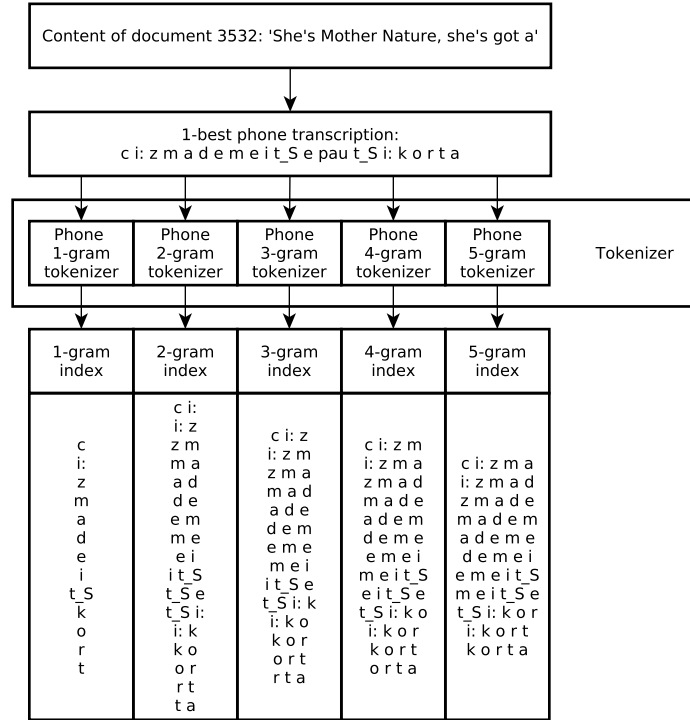 Content of document 3532: 'She's Mother Nature, she's got a'
1-best phone transcription:
c i: z m a d e m e i t_S e pau t_S i: k o r t a
Phone
1-gram
tokenizer
Phone
2-gram
tokenizer
Phone
3-gram
tokenizer
Phone
4-gram
tokenizer
Phone
5-gram
tokenizer
Tokenizer
1-gram
index
2-gram
index
3-gram
index
4-gram
index
5-gram
index
c
i:
z
m
a
d
e
i
t_S
k
o
r
t
c i:
i: z
z m
m a
a d
d e
e m
m e
e i
i t_S
t_S e
t_S i:
i: k
k o
o r
r t
t a
c i: z
i: z m
z m a
m a d
a d e
d e m
e m e
m e i
i t_S e
t_S i: k
i: k o
k o r
o r t
r t a
c i: z m
i: z m a
z m a d
m a d e
a d e m
d e m e
e m e i
m e i t_S
e i t_S e
t_S i: k o
i: k o r
k o r t
o r t a
c i: z m a
i: z m a d
z m a d e
m a d e m
a d e m e
d e m e i
e m e i t_S
m e i t_S e
t_S i: k o r
i: k o r t
k o r t a